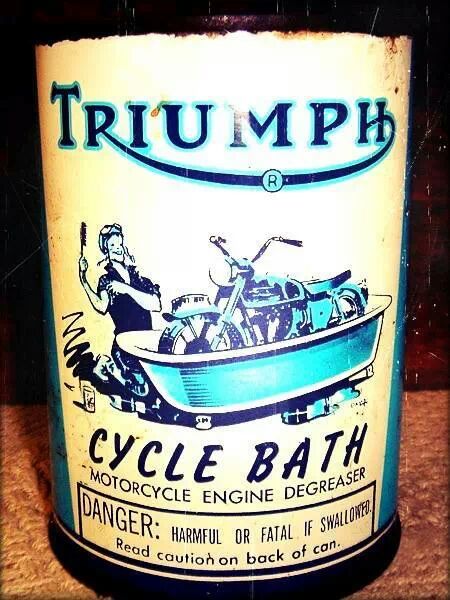 TRIUMPH
®
CYCLE BATH
MOTORCYCLE ENGINE DEGREASER
DANGER: HARMFUL OR FATAL IF SWALLOWED.
Read caution on back of can.